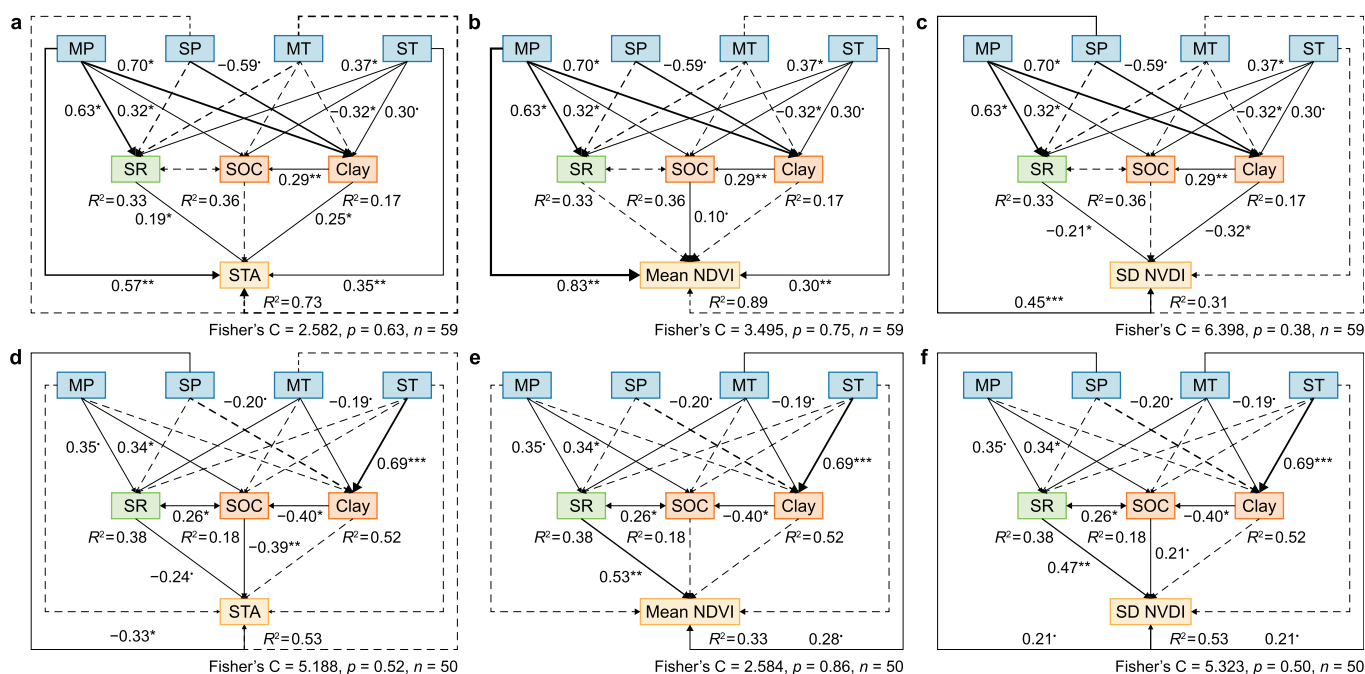 a
MP SP MT ST
0.70* −0.59· 0.37*
0.63* 0.32* −0.32* 0.30·
SR SOC Clay
0.29**
R²=0.33 R²=0.36 R²=0.17
0.19* 0.25*
STA
0.57** 0.35**
R²=0.73
Fisher's C = 2.582, p = 0.63, n = 59
b
MP SP MT ST
0.70* −0.59· 0.37*
0.63* 0.32* −0.32* 0.30·
SR SOC Clay
0.29**
R²=0.33 R²=0.36 R²=0.17
0.10·
Mean NDVI
0.83** 0.30**
R²=0.89
Fisher's C = 3.495, p = 0.75, n = 59
c
MP SP MT ST
0.70* −0.59· 0.37*
0.63* 0.32* −0.32* 0.30·
SR SOC Clay
0.29**
R²=0.33 R²=0.36 R²=0.17
−0.21* −0.32*
SD NVDI
0.45*** R²=0.31
Fisher's C = 6.398, p = 0.38, n = 59
d
MP SP MT ST
−0.20· −0.19·
0.35· 0.34* 0.69***
SR SOC Clay
0.26* −0.40*
R²=0.38 R²=0.18 R²=0.52
−0.39**
−0.24·
STA
−0.33* R²=0.53
Fisher's C = 5.188, p = 0.52, n = 50
e
MP SP MT ST
−0.20· −0.19·
0.35· 0.34* 0.69***
SR SOC Clay
0.26* −0.40*
R²=0.38 R²=0.18 R²=0.52
0.53**
Mean NDVI
R²=0.33 0.28·
Fisher's C = 2.584, p = 0.86, n = 50
f
MP SP MT ST
−0.20· −0.19·
0.35· 0.34* 0.69***
SR SOC Clay
0.26* −0.40*
R²=0.38 R²=0.18 R²=0.52
0.47** 0.21·
SD NVDI
0.21· R²=0.53 0.21·
Fisher's C = 5.323, p = 0.50, n = 50